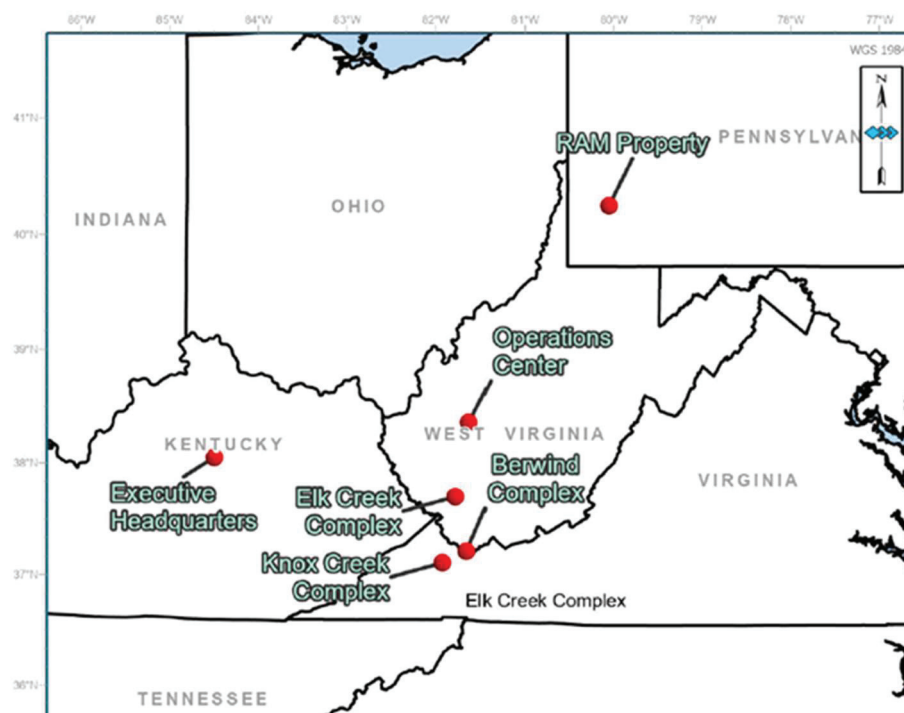 86°W 85°W 84°W 83°W 82°W 81°W 80°W 79°W 78°W 77°W
WGS 1984
N
41°N
RAM Property
PENNSYLVAN
INDIANA
OHIO
40°N
39°N
Operations
Center
KENTUCKY
WEST VIRGINIA
38°N
Berwind
Complex
VIRGINIA
Executive
Headquarters
Elk Creek
Complex
Knox Creek
Complex
37°N
Elk Creek Complex
36°N
TENNESSEE